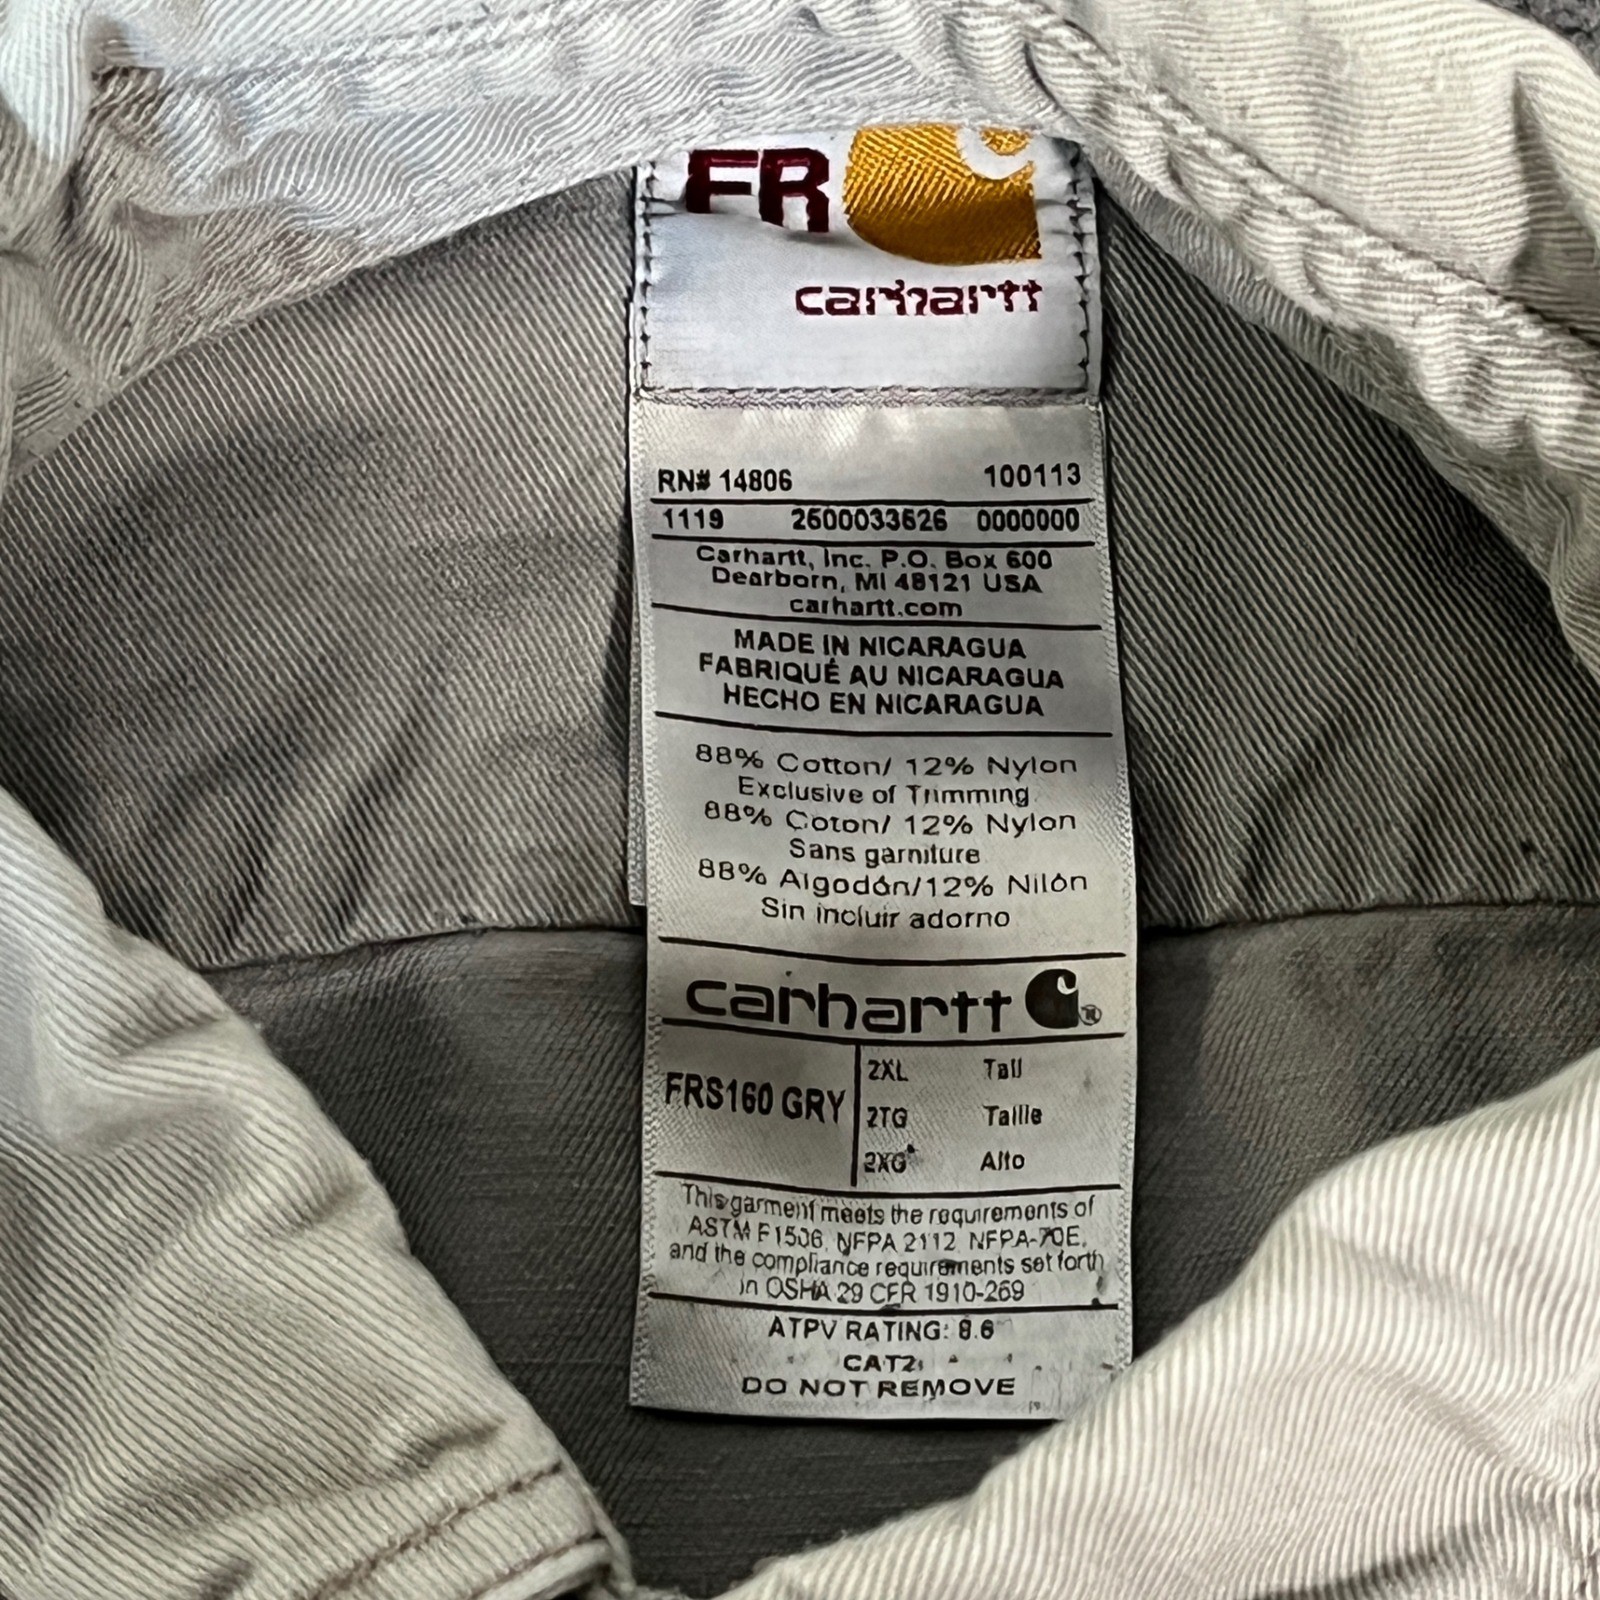 FR
carhartt
RN# 14806 100113
1119 2600033626 0000000
Carhartt, Inc. P.O. Box 600
Dearborn, MI 48121 USA
carhartt.com
MADE IN NICARAGUA
FABRIQUÉ AU NICARAGUA
HECHO EN NICARAGUA
88% Cotton/ 12% Nylon
Exclusive of Trimming
88% Coton/ 12% Nylon
Sans garniture
88% Algodón/12% Nilón
Sin incluir adorno
carhartt ®
FRS160 GRY
2XL Tall
2TG Taille
2XG Alto
This garment meets the requirements of
ASTM F1506, NFPA 2112, NFPA-70E,
and the compliance requirements set forth
in OSHA 29 CFR 1910-269
ATPV RATING: 8.6
CAT2
DO NOT REMOVE